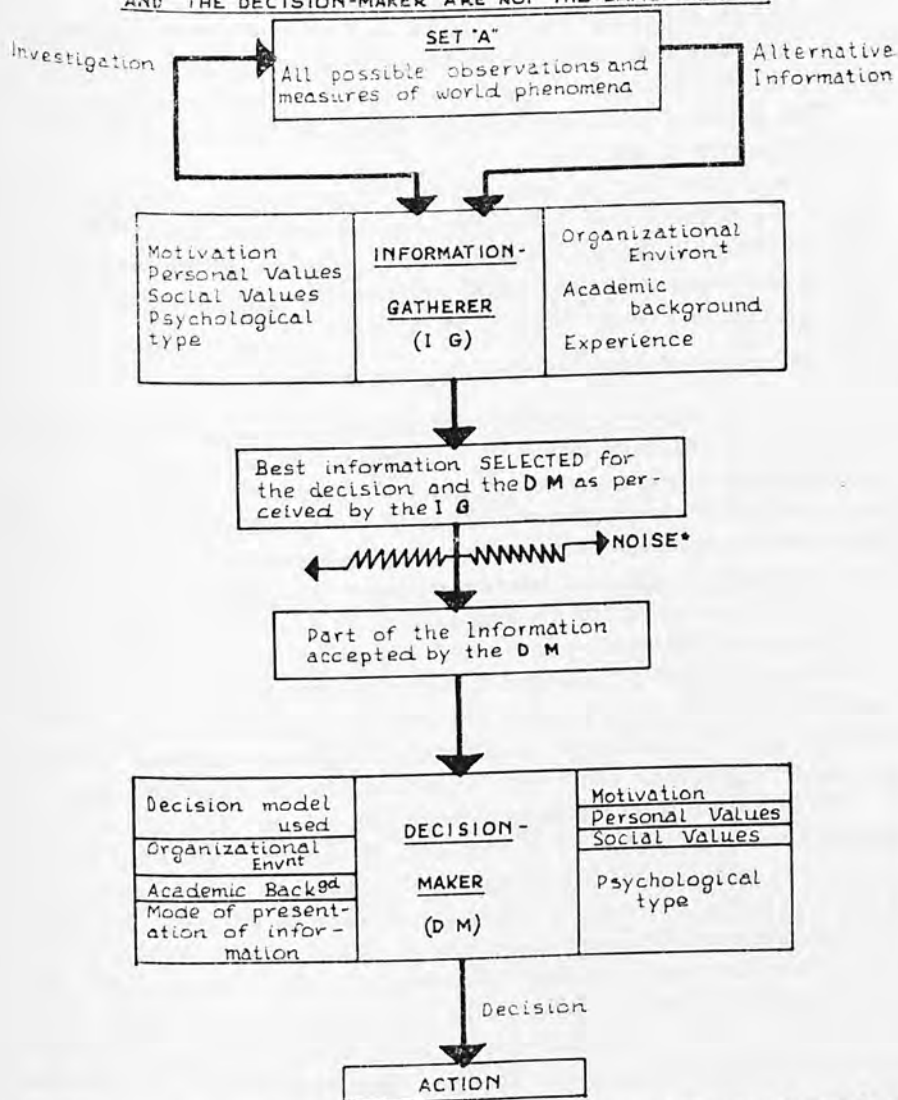 AND THE DECISION-MAKER ARE NOT THE
SET "A"
All possible observations and
measures of world phenomena
Investigation
Alternative
Information
Motivation
Personal Values
Social Values
Psychological
type
INFORMATION-
GATHERER
(I G)
Organizational
Environt
Academic
background
Experience
Best information SELECTED for
the decision and the D M as per-
ceived by the I G
NOISE*
Part of the Information
accepted by the D M
Decision model
used
Organizational
Envnt
Academic Backgd
Mode of present-
ation of infor-
mation
DECISION-
MAKER
(D M)
Motivation
Personal Values
Social Values
Psychological
type
Decision
ACTION